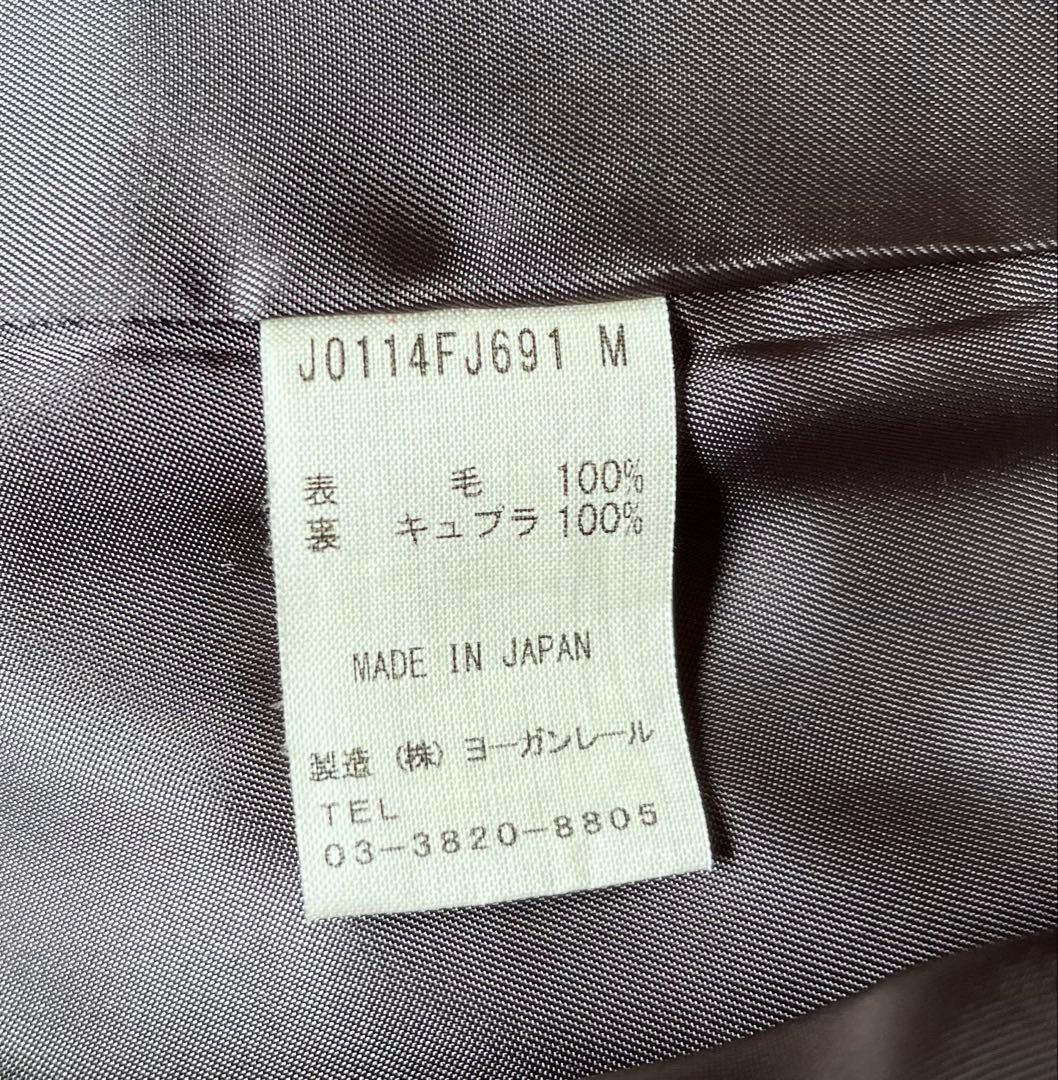 J0114FJ691 M
表 毛 100%
裏 キュプラ 100%
MADE IN JAPAN
製造 (株) ヨーガンレール
TEL
03-3820-8805